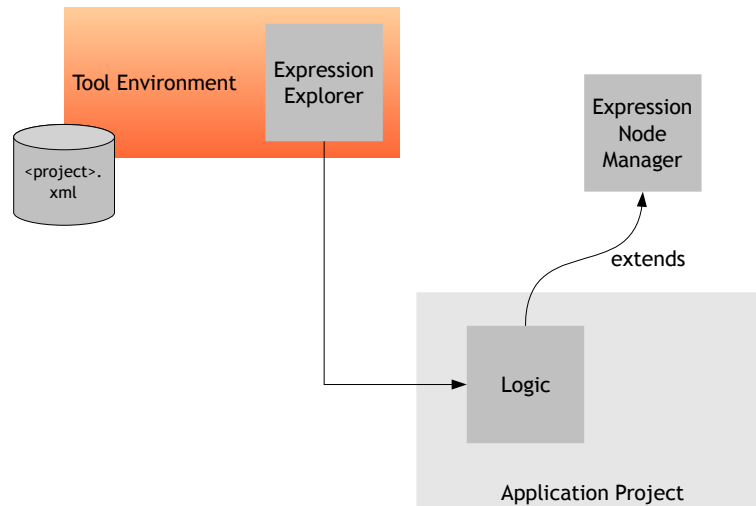 Tool Environment
Expression
Explorer
<project>.
xml
Expression
Node
Manager
extends
Logic
Application Project